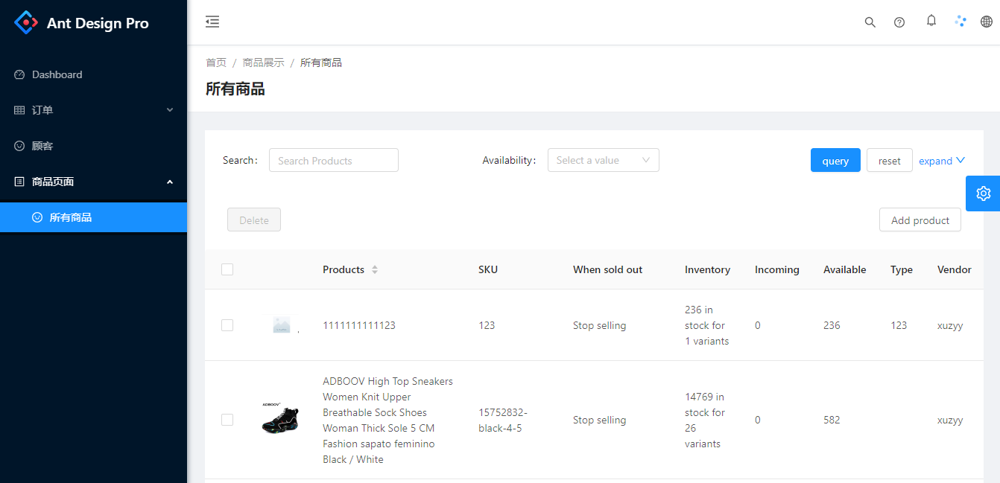 Ant Design Pro
Dashboard
订单
顾客
商品页面
所有商品
首页 / 商品展示 / 所有商品
所有商品
Search: Search Products Availability: Select a value query reset expand
Delete Add product
Products SKU When sold out Inventory Incoming Available Type Vendor
1111111111123 123 Stop selling 236 in
stock for
1 variants 0 236 123 xuzyy
ADBOOV
ADBOOV High Top Sneakers
Women Knit Upper
Breathable Sock Shoes
Woman Thick Sole 5 CM
Fashion sapato feminino
Black / White
15752832-
black-4-5
Stop selling
14769 in
stock for
26
variants
0 582 xuzyy